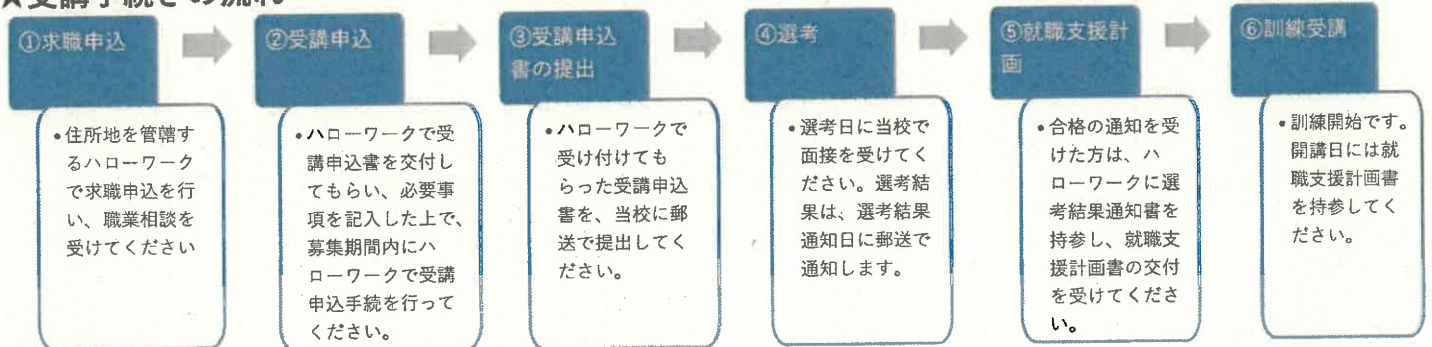 ★受講手続きの流れ
①求職申込
・住所地を管轄す
るハローワーク
で求職申込を行
い、職業相談を
受けてください
②受講申込
・ハローワークで受
講申込書を交付し
てもらい、必要事
項を記入した上で、
募集期間内にハ
ローワークで受講
申込手続を行って
ください。
③受講申込
書の提出
・ハローワークで
受け付けても
らった受講申込
書を、当校に郵
送で提出してく
ださい。
④選考
・選考日に当校で
面接を受けてく
ださい。選考結
果は、選考結果
通知日に郵送で
通知します。
⑤就職支援計
画
・合格の通知を受
けた方は、ハ
ローワークに選
考結果通知書を
持参し、就職支
援計画書の交付
を受けてくださ
い。
⑥訓練受講
・訓練開始です。
開講日には就
職支援計画書
を持参してく
ださい。